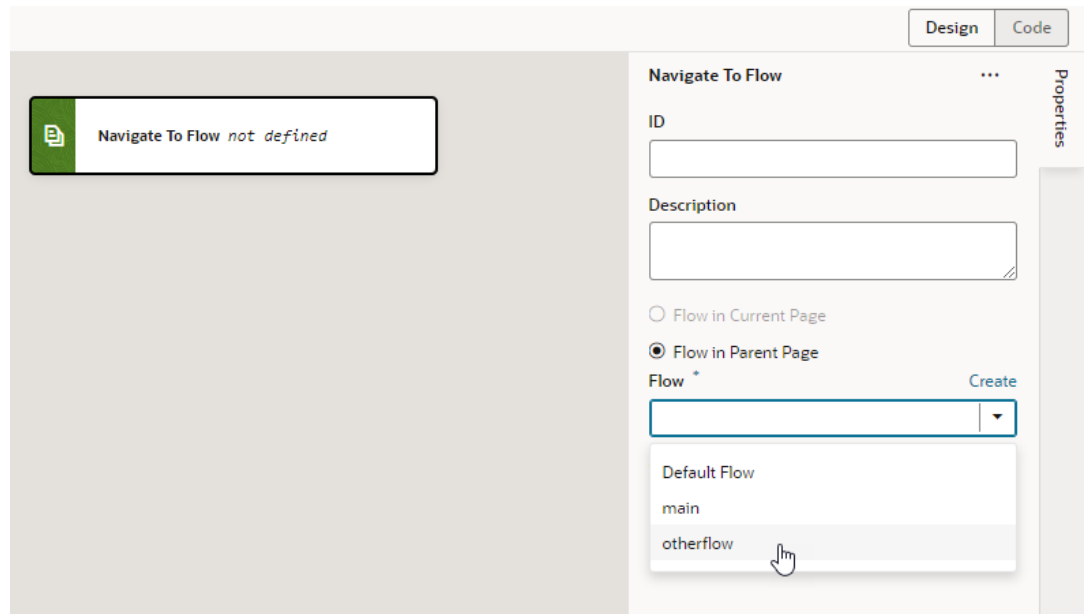 Design Code
Navigate To Flow
Properties
ID
Navigate To Flow not defined
Description
Flow in Current Page
Flow in Parent Page
Flow * Create
Default Flow
main
otherflow